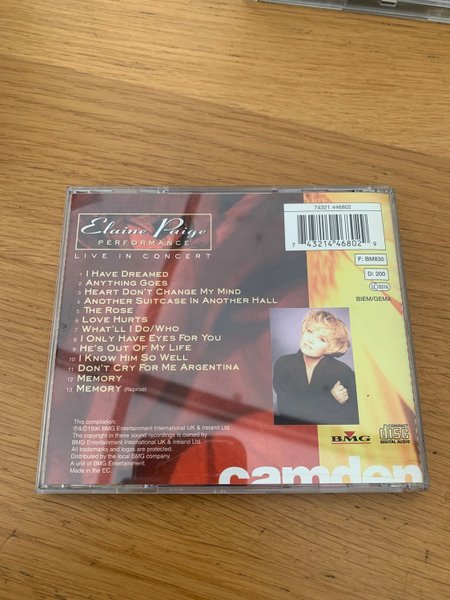 Elaine Paige
PERFORMANCE
LIVE IN CONCERT
1 I HAVE DREAMED
2 ANYTHING GOES
3 HEART DON'T CHANGE MY MIND
4 ANOTHER SUITCASE IN ANOTHER HALL
5 THE ROSE
6 LOVE HURTS
7 WHAT'LL I DO/WHO
8 I ONLY HAVE EYES FOR YOU
9 HE'S OUT OF MY LIFE
10 I KNOW HIM SO WELL
11 DON'T CRY FOR ME ARGENTINA
12 MEMORY
13 MEMORY (Reprise)
This compilation:
℗&©1996 BMG Entertainment International UK & Ireland Ltd.
The copyright in these sound recordings is owned by
BMG Entertainment International UK & Ireland Ltd.
All trademarks and logos are protected.
Distributed by the local BMG company.
A unit of BMG Entertainment.
Made in the EC.
74321 446802
7 43214 46802 9
F: BM830
D: 200
LC 0316
BIEM/GEMA
BMG
COMPACT
disc
DIGITAL AUDIO
camden